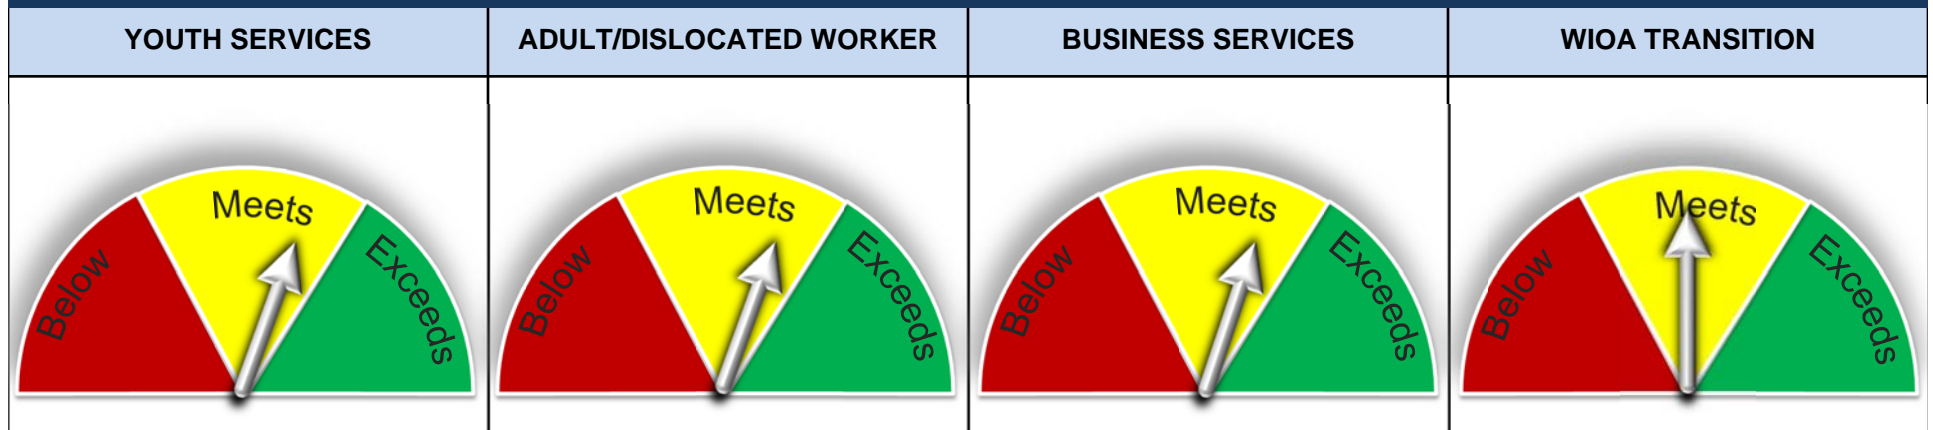 YOUTH SERVICES
ADULT/DISLOCATED WORKER
BUSINESS SERVICES
WIOA TRANSITION
Below
Meets
Exceeds
Below
Meets
Exceeds
Below
Meets
Exceeds
Below
Meets
Exceeds